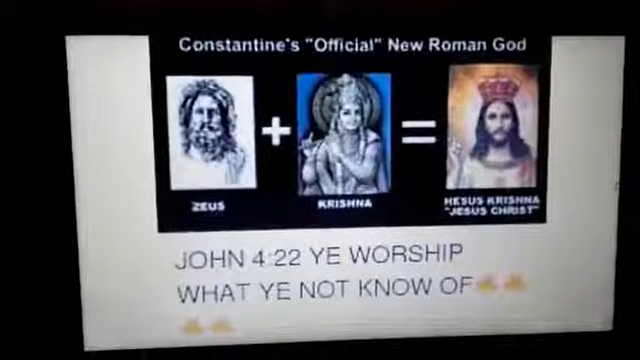 Constantine's "Official" New Roman God
ZEUS
KRISHNA
HESUS KRISHNA
"JESUS CHRIST"
JOHN 4:22 YE WORSHIP
WHAT YE NOT KNOW OF